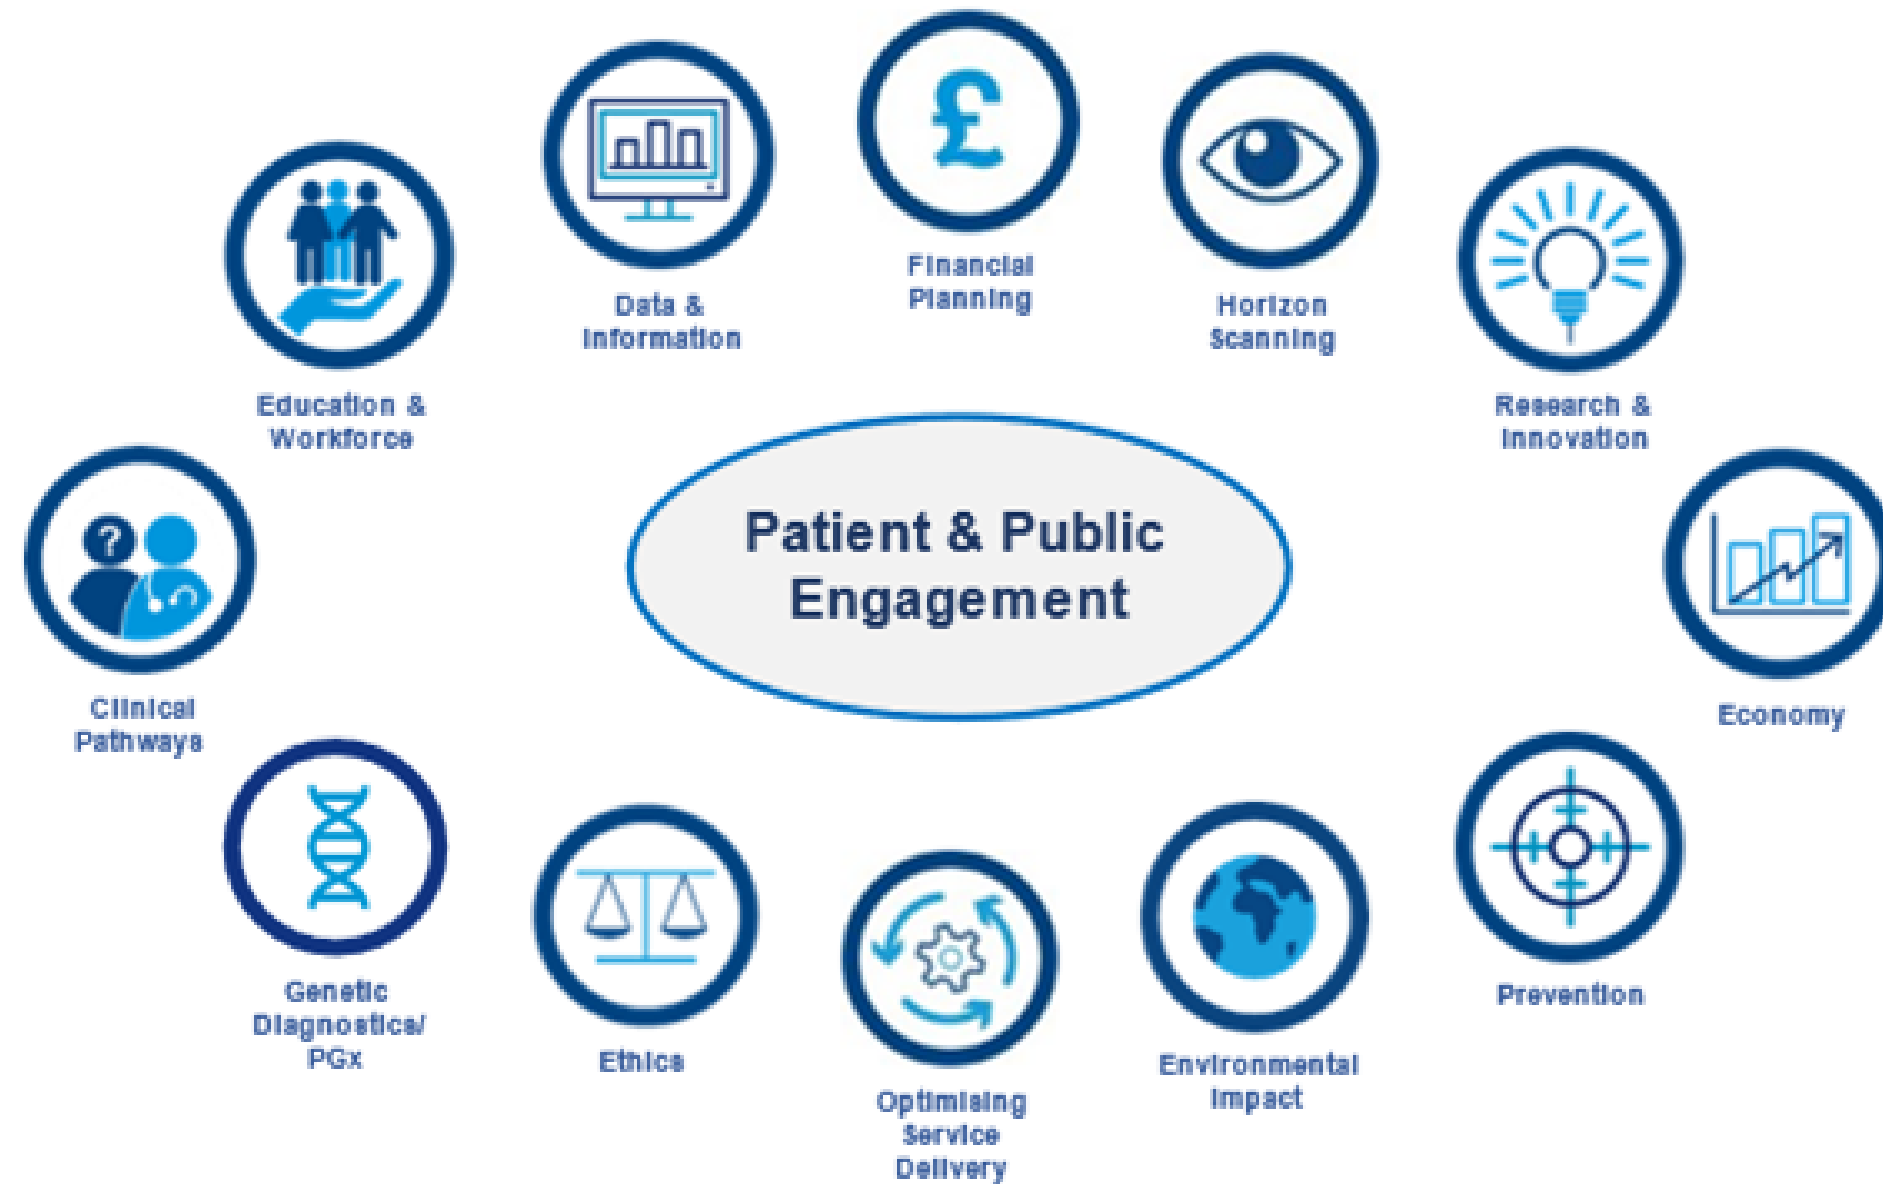 Financial
Planning
Data &
Information
Horizon
Scanning
Education &
Workforce
Research &
Innovation
£
Patient & Public
Engagement
?
Clinical
Pathways
Economy
Genetic
Diagnostics/
PGx
Ethics
Optimising
Service
Delivery
Environmental
Impact
Prevention